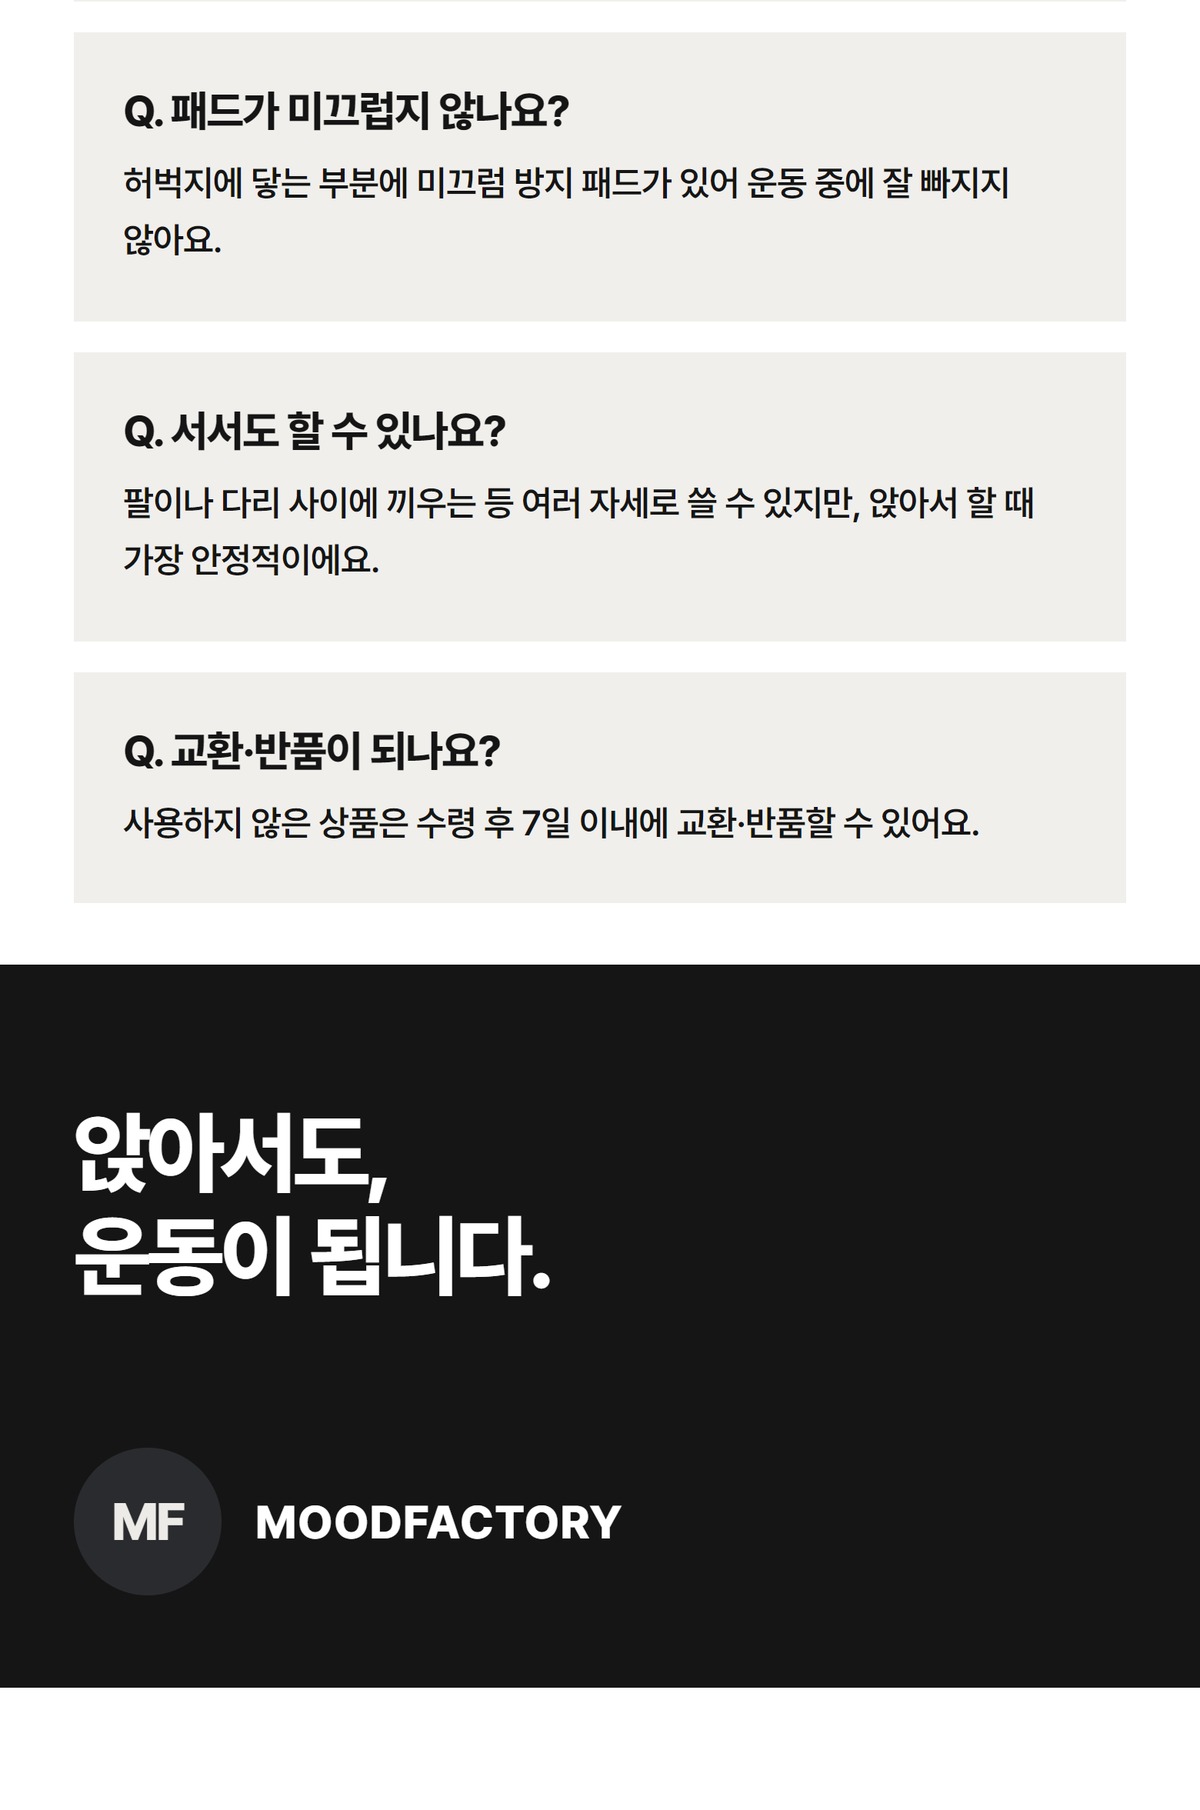 Q. 패드가 미끄럽지 않나요?
허벅지에 닿는 부분에 미끄럼 방지 패드가 있어 운동 중에 잘 빠지지
않아요.
Q. 서서도 할 수 있나요?
팔이나 다리 사이에 끼우는 등 여러 자세로 쓸 수 있지만, 앉아서 할 때
가장 안정적이에요.
Q. 교환·반품이 되나요?
사용하지 않은 상품은 수령 후 7일 이내에 교환·반품할 수 있어요.
앉아서도,
운동이 됩니다.
MF MOODFACTORY